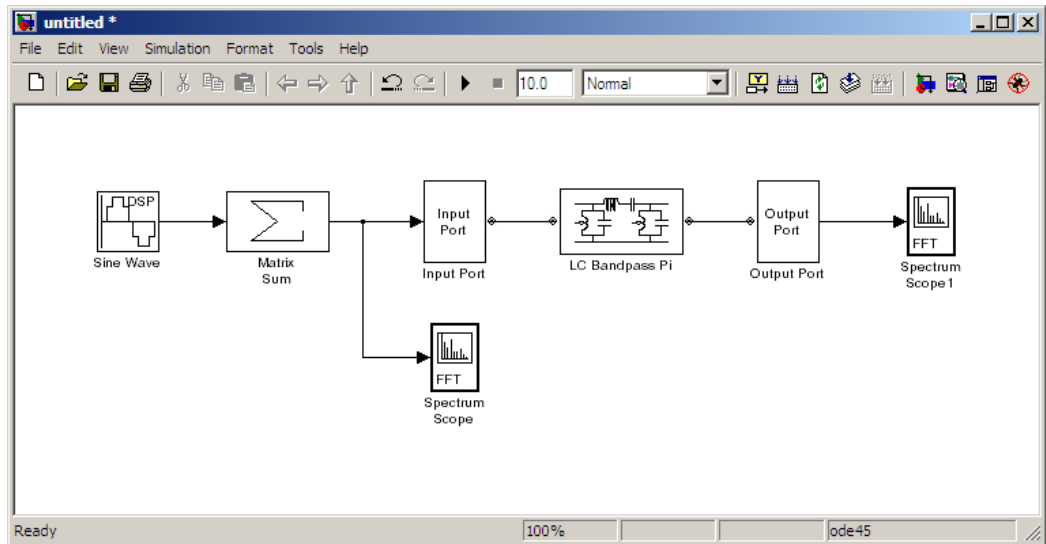 untitled *
File Edit View Simulation Format Tools Help
10.0 Normal
DSP
Sine Wave
Matrix
Sum
Input
Port
Input Port
LC Bandpass Pi
Output
Port
Output Port
FFT
Spectrum
Scope1
FFT
Spectrum
Scope
Ready 100% ode45